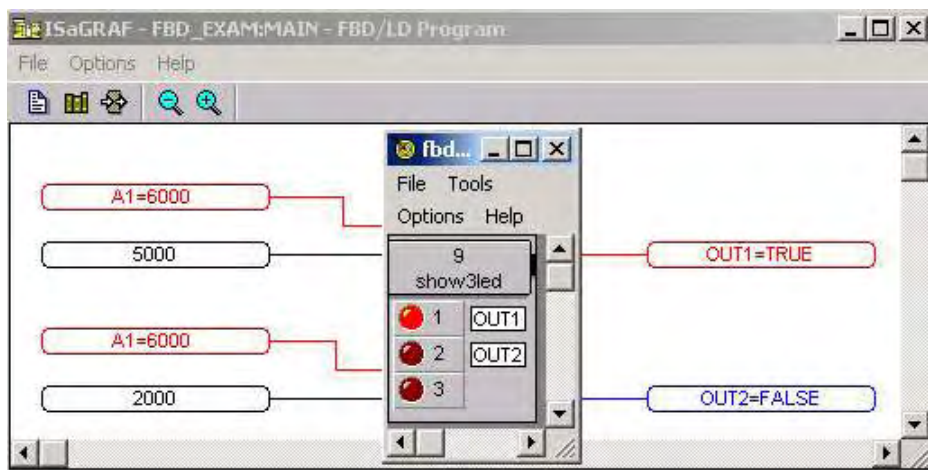 ISaGRAF - FBD_EXAM:MAIN - FBD/LD Program
File Options Help
fbd...
File Tools
Options Help
A1=6000
5000
9
show3led
OUT1=TRUE
1 OUT1
2 OUT2
3
A1=6000
2000
OUT2=FALSE